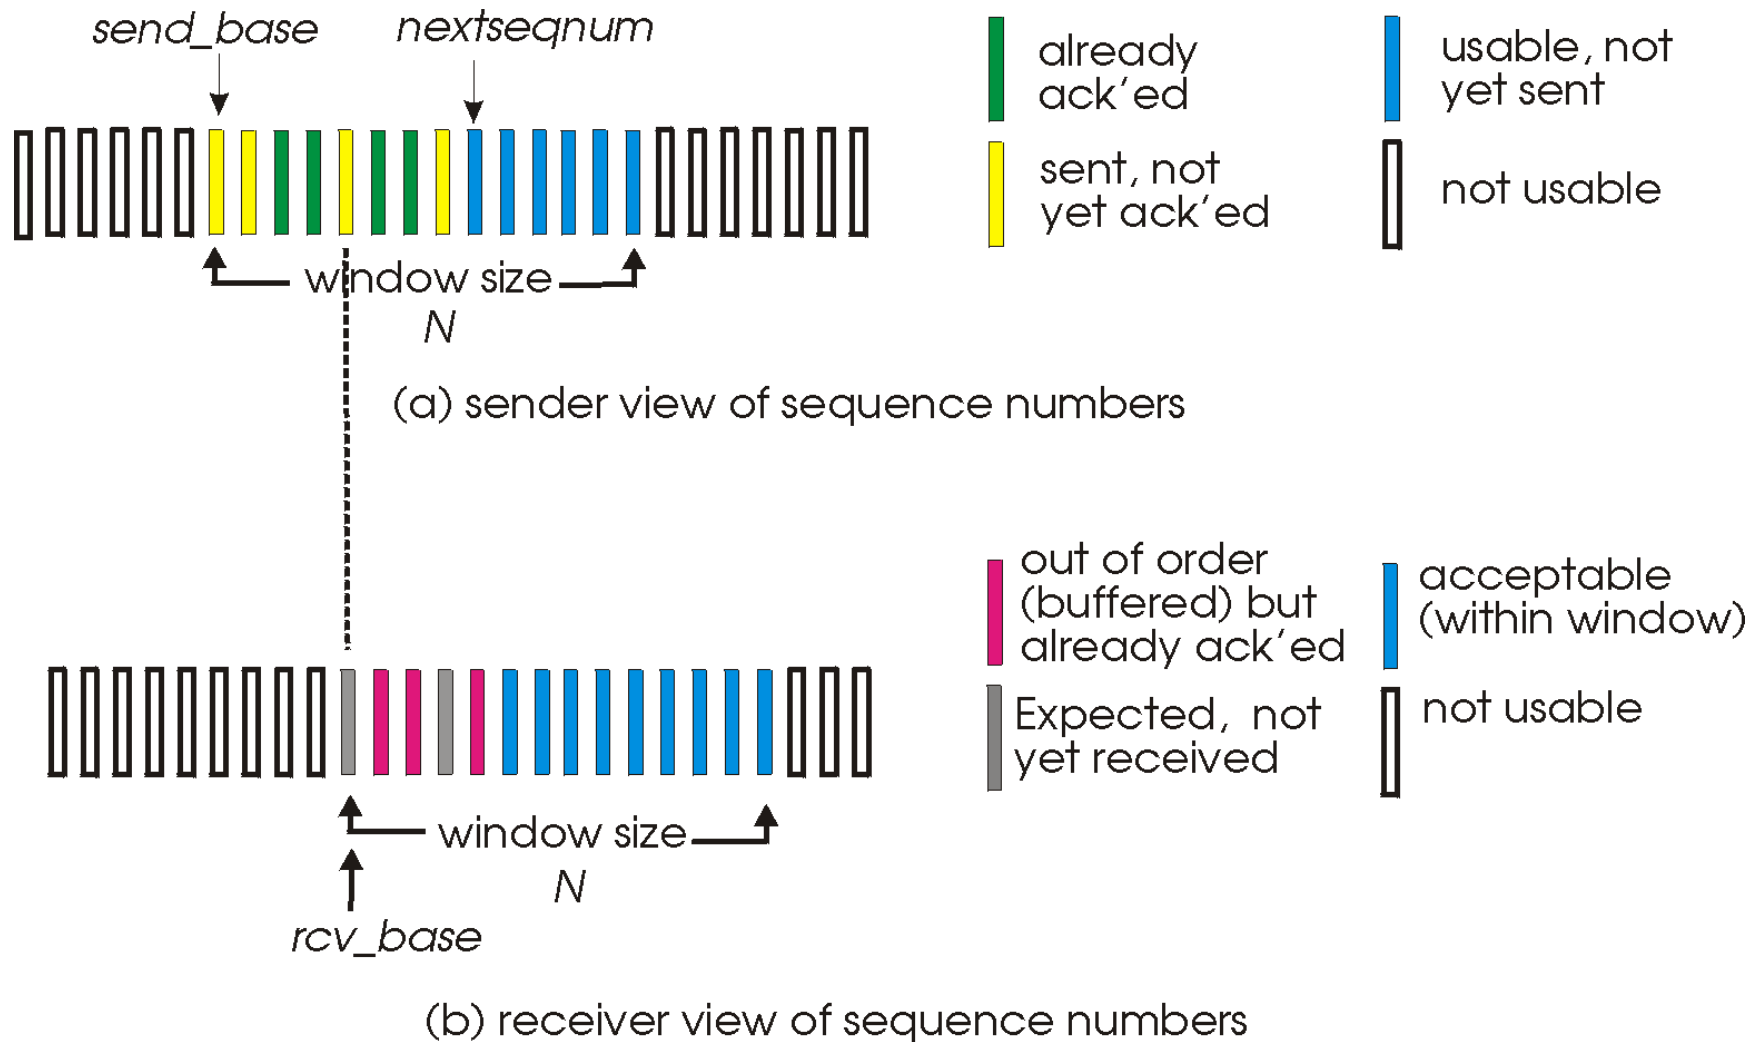 send_base
nextseqnum
already
ack'ed
usable, not
yet sent
sent, not
yet ack'ed
not usable
window size
N
(a) sender view of sequence numbers
out of order
(buffered) but
already ack'ed
acceptable
(within window)
Expected, not
yet received
not usable
window size
N
rcv_base
(b) receiver view of sequence numbers